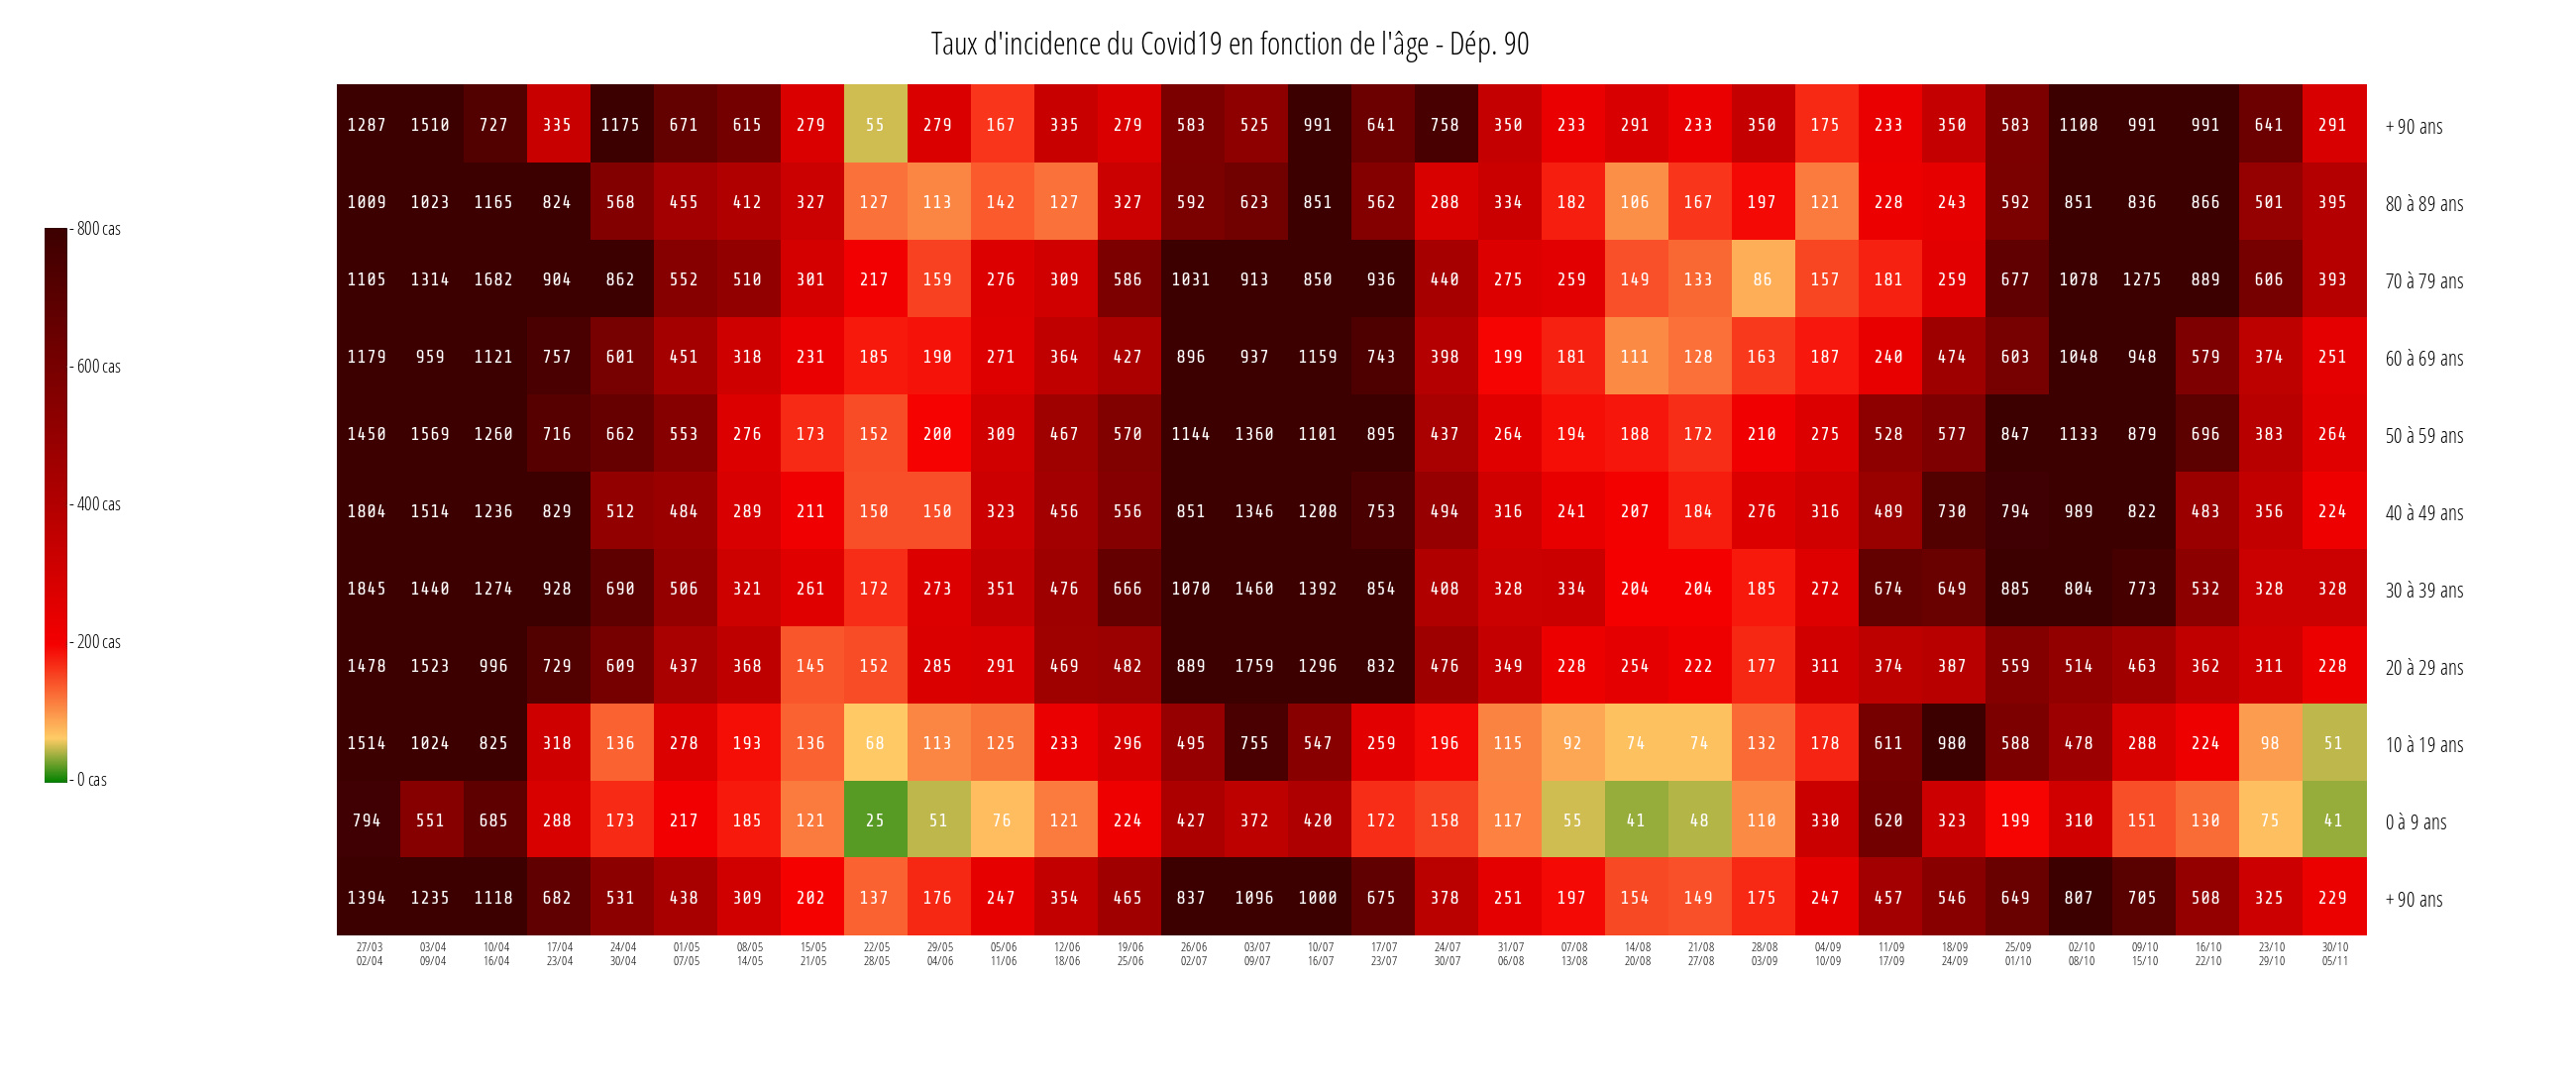 Taux d'incidence du Covid19 en fonction de l'âge - Dép. 90
- 800 cas
- 600 cas
- 400 cas
- 200 cas
- 0 cas
1287 1510 727 335 1175 671 615 279 55 279 167 335 279 583 525 991 641 758 350 233 291 233 350 175 233 350 583 1108 991 991 641 291 + 90 ans
1009 1023 1165 824 568 455 412 327 127 113 142 127 327 592 623 851 562 288 334 182 106 167 197 121 228 243 592 851 836 866 501 395 80 à 89 ans
1105 1314 1682 904 862 552 510 301 217 159 276 309 586 1031 913 850 936 440 275 259 149 133 86 157 181 259 677 1078 1275 889 606 393 70 à 79 ans
1179 959 1121 757 601 451 318 231 185 190 271 364 427 896 937 1159 743 398 199 181 111 128 163 187 240 474 603 1048 948 579 374 251 60 à 69 ans
1450 1569 1260 716 662 553 276 173 152 200 309 467 570 1144 1360 1101 895 437 264 194 188 172 210 275 528 577 847 1133 879 696 383 264 50 à 59 ans
1804 1514 1236 829 512 484 289 211 150 150 323 456 556 851 1346 1208 753 494 316 241 207 184 276 316 489 730 794 989 822 483 356 224 40 à 49 ans
1845 1440 1274 928 690 506 321 261 172 273 351 476 666 1070 1460 1392 854 408 328 334 204 204 185 272 674 649 885 804 773 532 328 328 30 à 39 ans
1478 1523 996 729 609 437 368 145 152 285 291 469 482 889 1759 1296 832 476 349 228 254 222 177 311 374 387 559 514 463 362 311 228 20 à 29 ans
1514 1024 825 318 136 278 193 136 68 113 125 233 296 495 755 547 259 196 115 92 74 74 132 178 611 980 588 478 288 224 98 51 10 à 19 ans
794 551 685 288 173 217 185 121 25 51 76 121 224 427 372 420 172 158 117 55 41 48 110 330 620 323 199 310 151 130 75 41 0 à 9 ans
1394 1235 1118 682 531 438 309 202 137 176 247 354 465 837 1096 1000 675 378 251 197 154 149 175 247 457 546 649 807 705 508 325 229 + 90 ans
27/03 03/04 10/04 17/04 24/04 01/05 08/05 15/05 22/05 29/05 05/06 12/06 19/06 26/06 03/07 10/07 17/07 24/07 31/07 07/08 14/08 21/08 28/08 04/09 11/09 18/09 25/09 02/10 09/10 16/10 23/10 30/10
02/04 09/04 16/04 23/04 30/04 07/05 14/05 21/05 28/05 04/06 11/06 18/06 25/06 02/07 09/07 16/07 23/07 30/07 06/08 13/08 20/08 27/08 03/09 10/09 17/09 24/09 01/10 08/10 15/10 22/10 29/10 05/11